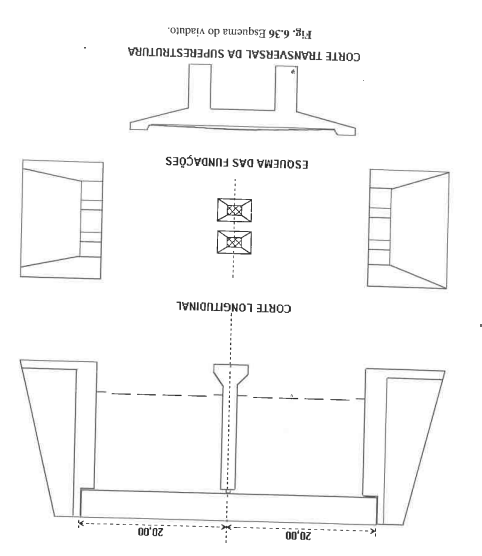 20,00 20,00
CORTE LONGITUDINAL
ESQUEMA DAS FUNDAÇÕES
CORTE TRANSVERSAL DA SUPERESTRUTURA
Fig. 6.36 Esquema do viaduto.